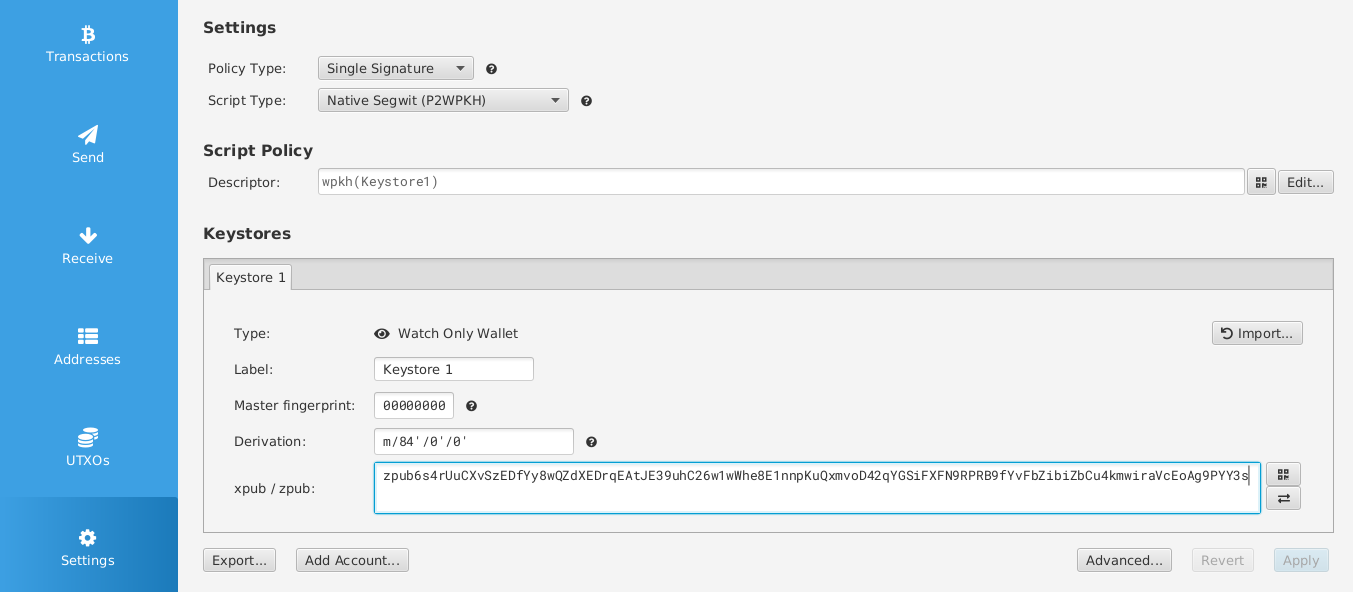 Transactions
Send
Receive
Addresses
UTXOs
Settings
Settings
Policy Type: Single Signature
Script Type: Native Segwit (P2WPKH)
Script Policy
Descriptor: wpkh(Keystore1) Edit...
Keystores
Keystore 1
Type: Watch Only Wallet Import...
Label: Keystore 1
Master fingerprint: 00000000
Derivation: m/84'/0'/0'
xpub / zpub: zpub6s4rUuCXvSzEDfYy8wQZdXEDrqEAtJE39uhC26w1wWhe8E1nnpKuQxmvoD42qYGSiFXFN9RPRB9fYvFbZibiZbCu4kmwiraVcEoAg9PYY3s
Export... Add Account... Advanced... Revert Apply